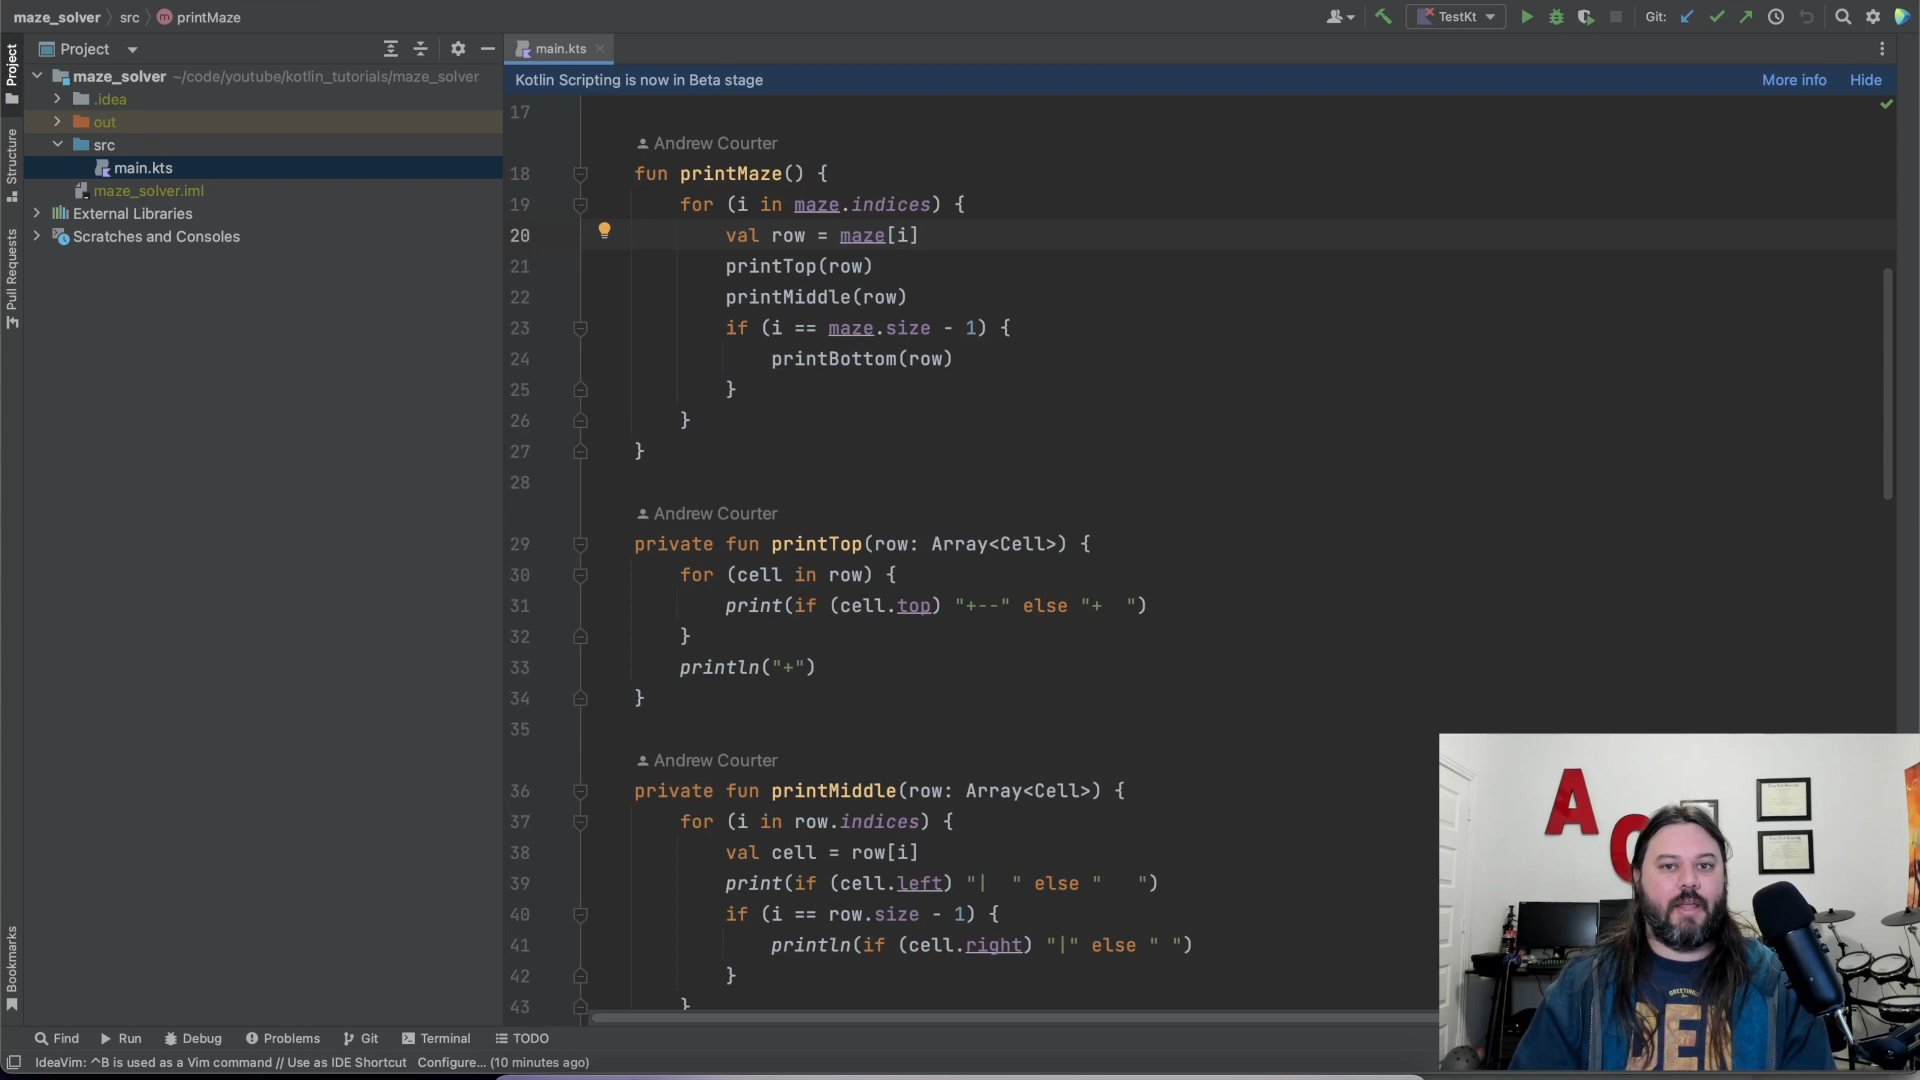 maze_solver src printMaze
TestKt Git:
Project
main.kts
Kotlin Scripting is now in Beta stage More info Hide
Project
Structure
Pull Requests
Bookmarks
maze_solver ~/code/youtube/kotlin_tutorials/maze_solver
.idea
out
src
main.kts
maze_solver.iml
External Libraries
Scratches and Consoles
17
Andrew Courter
18 fun printMaze() {
19 for (i in maze.indices) {
20 val row = maze[i]
21 printTop(row)
22 printMiddle(row)
23 if (i == maze.size - 1) {
24 printBottom(row)
25 }
26 }
27 }
28
Andrew Courter
29 private fun printTop(row: Array<Cell>) {
30 for (cell in row) {
31 print(if (cell.top) "+--" else "+  ")
32 }
33 println("+")
34 }
35
Andrew Courter
36 private fun printMiddle(row: Array<Cell>) {
37 for (i in row.indices) {
38 val cell = row[i]
39 print(if (cell.left) "|  " else "   ")
40 if (i == row.size - 1) {
41 println(if (cell.right) "|" else " ")
42 }
43 }
A
C
GREETINGS
Find Run Debug Problems Git Terminal TODO
IdeaVim: ^B is used as a Vim command // Use as IDE Shortcut Configure... (10 minutes ago)